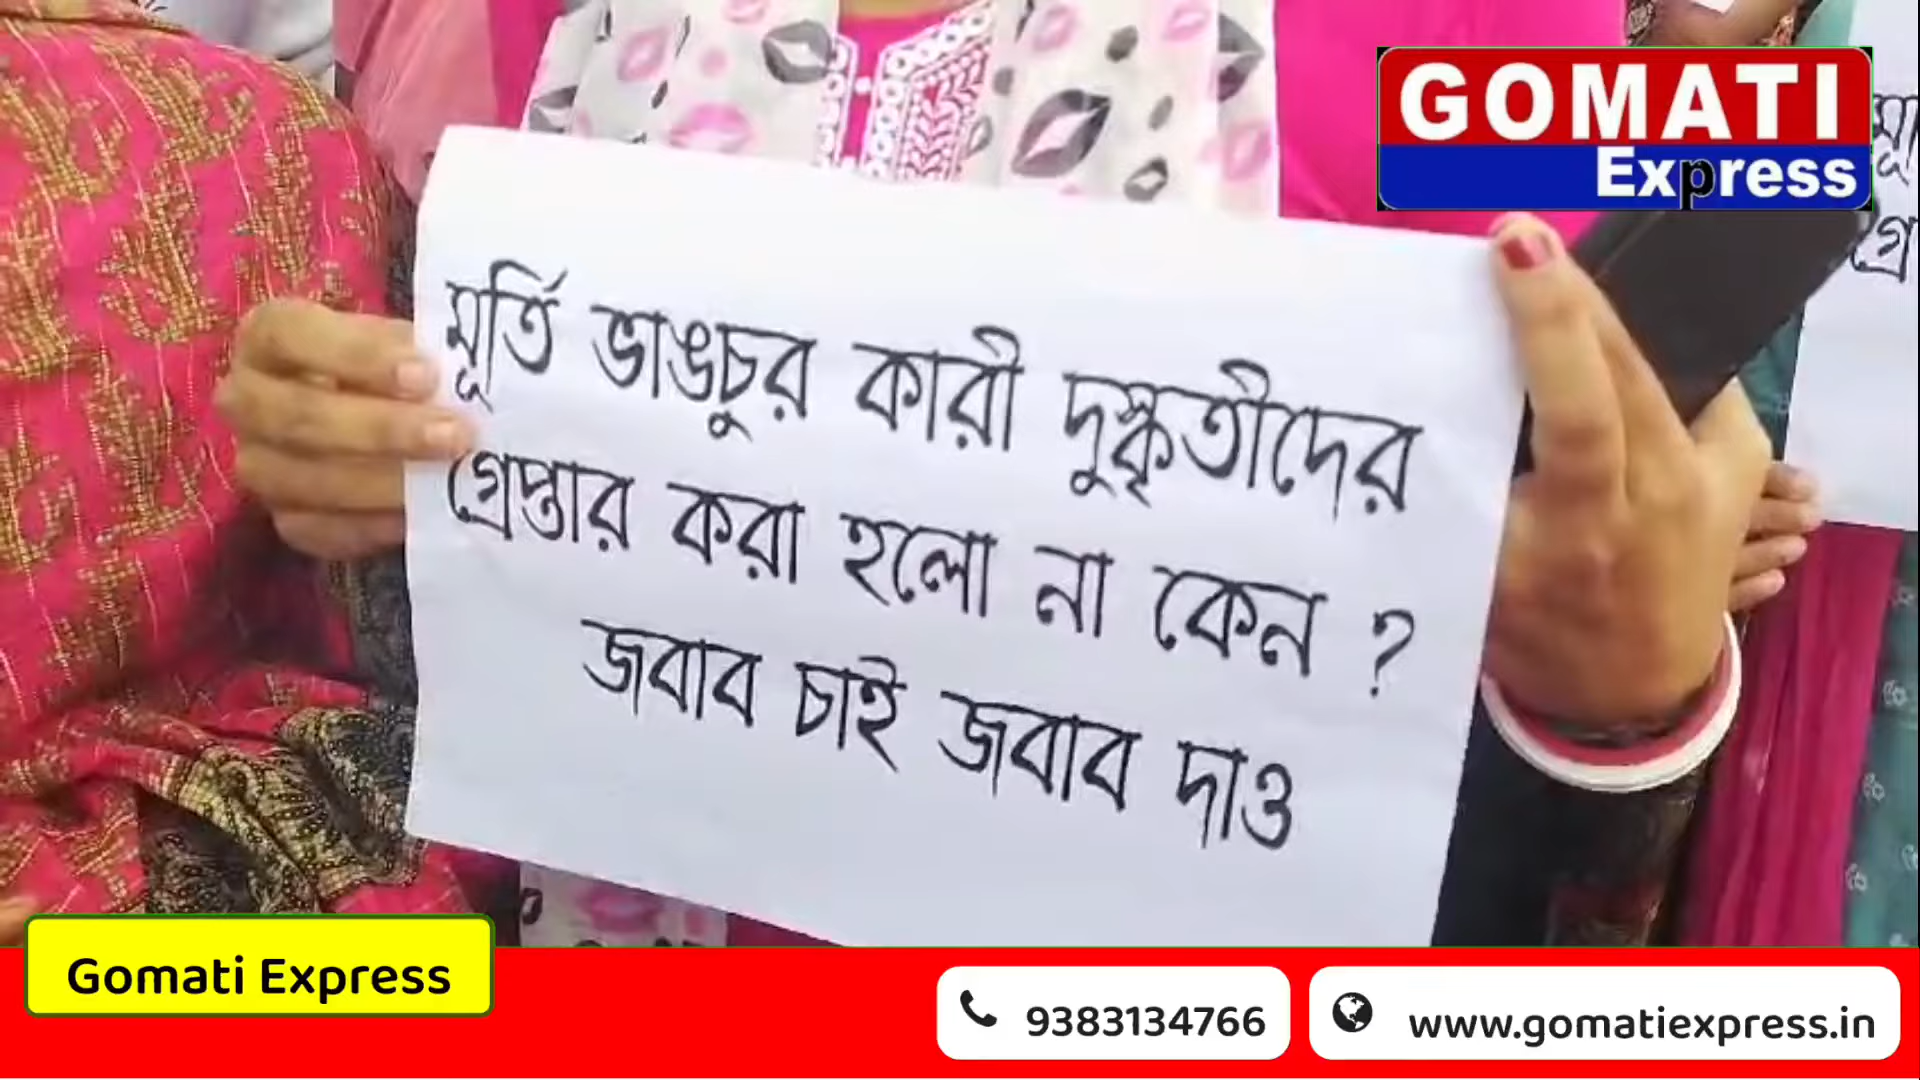 GOMATI
Express
মূর্তি ভাঙচুর কারী দুস্কৃতীদের
গ্রেপ্তার করা হলো না কেন ?
জবাব চাই জবাব দাও
Gomati Express
9383134766
www.gomatiexpress.in